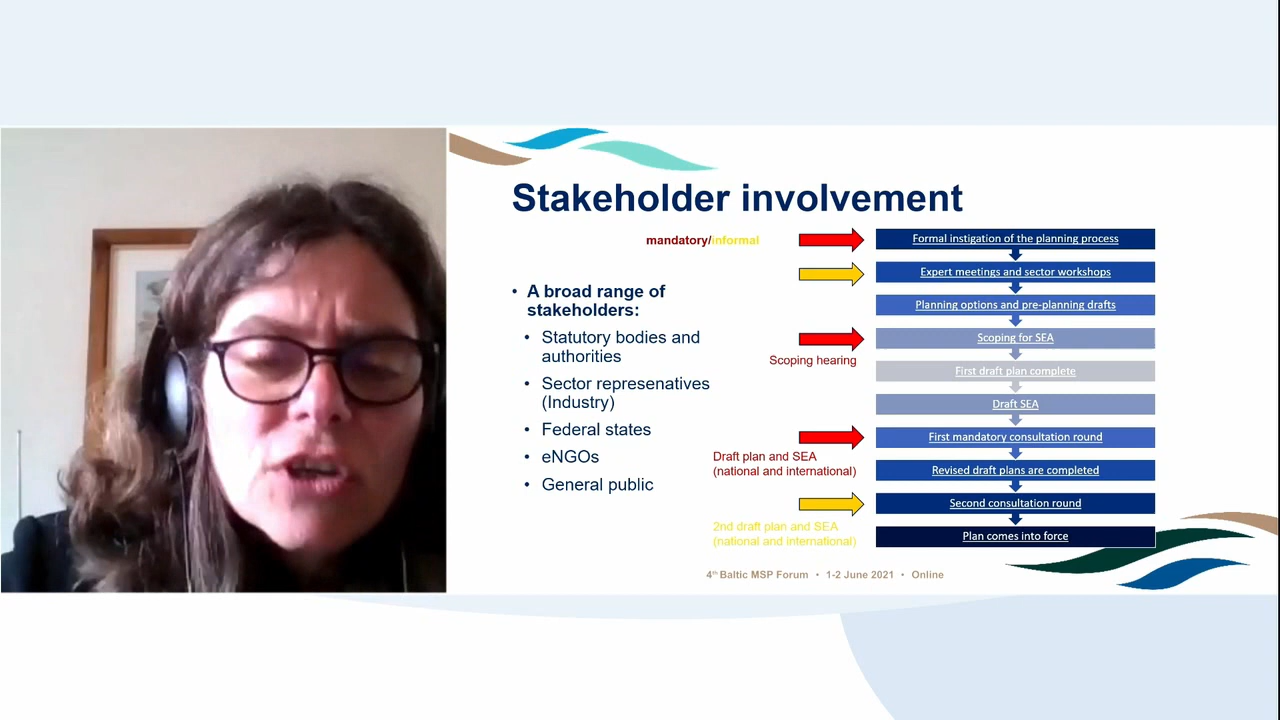 Stakeholder involvement
mandatory/informal
• A broad range of
stakeholders:
• Statutory bodies and
authorities
• Sector represenatives
(Industry)
• Federal states
• eNGOs
• General public
Scoping hearing
Draft plan and SEA
(national and international)
2nd draft plan and SEA
(national and international)
Formal instigation of the planning process
Expert meetings and sector workshops
Planning options and pre-planning drafts
Scoping for SEA
First draft plan complete
Draft SEA
First mandatory consultation round
Revised draft plans are completed
Second consultation round
Plan comes into force
4th Baltic MSP Forum • 1-2 June 2021 • Online